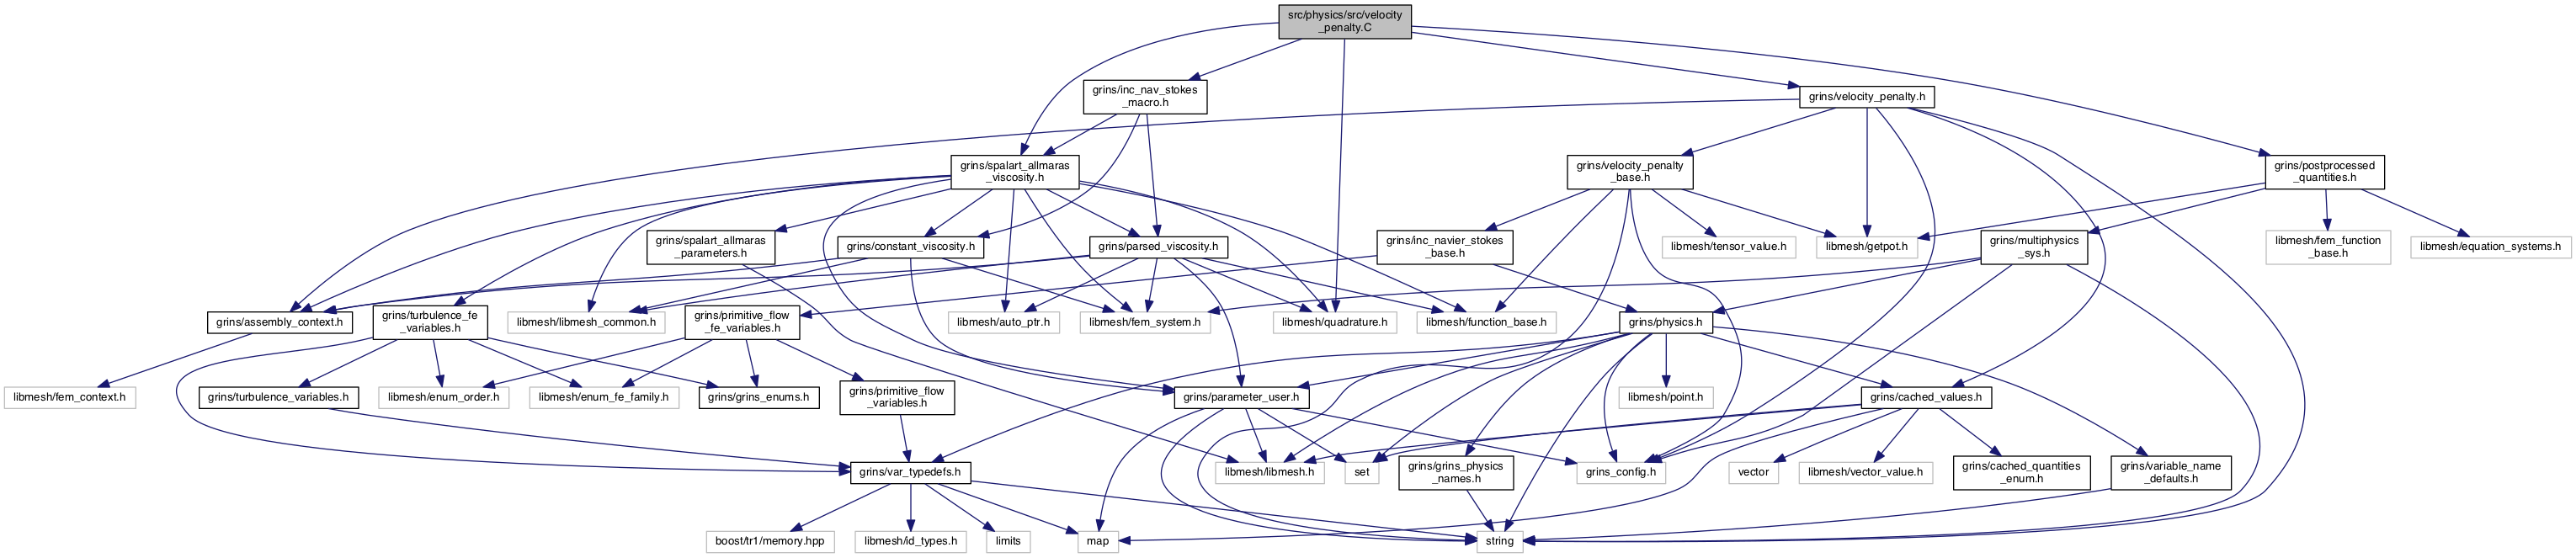 src/physics/src/velocity
_penalty.C
grins/inc_nav_stokes
_macro.h
grins/velocity_penalty.h
grins/spalart_allmaras
_viscosity.h
grins/velocity_penalty
_base.h
grins/postprocessed
_quantities.h
grins/spalart_allmaras
_parameters.h
grins/constant_viscosity.h
grins/parsed_viscosity.h
grins/inc_navier_stokes
_base.h
libmesh/tensor_value.h
libmesh/getpot.h
grins/multiphysics
_sys.h
libmesh/fem_function
_base.h
libmesh/equation_systems.h
grins/assembly_context.h
grins/turbulence_fe
_variables.h
libmesh/libmesh_common.h
grins/primitive_flow
_fe_variables.h
libmesh/auto_ptr.h
libmesh/fem_system.h
libmesh/quadrature.h
libmesh/function_base.h
grins/physics.h
libmesh/fem_context.h
grins/turbulence_variables.h
libmesh/enum_order.h
libmesh/enum_fe_family.h
grins/grins_enums.h
grins/primitive_flow
_variables.h
grins/parameter_user.h
libmesh/point.h
grins/cached_values.h
grins/var_typedefs.h
libmesh/libmesh.h
set
grins/grins_physics
_names.h
grins_config.h
vector
libmesh/vector_value.h
grins/cached_quantities
_enum.h
grins/variable_name
_defaults.h
boost/tr1/memory.hpp
libmesh/id_types.h
limits
map
string